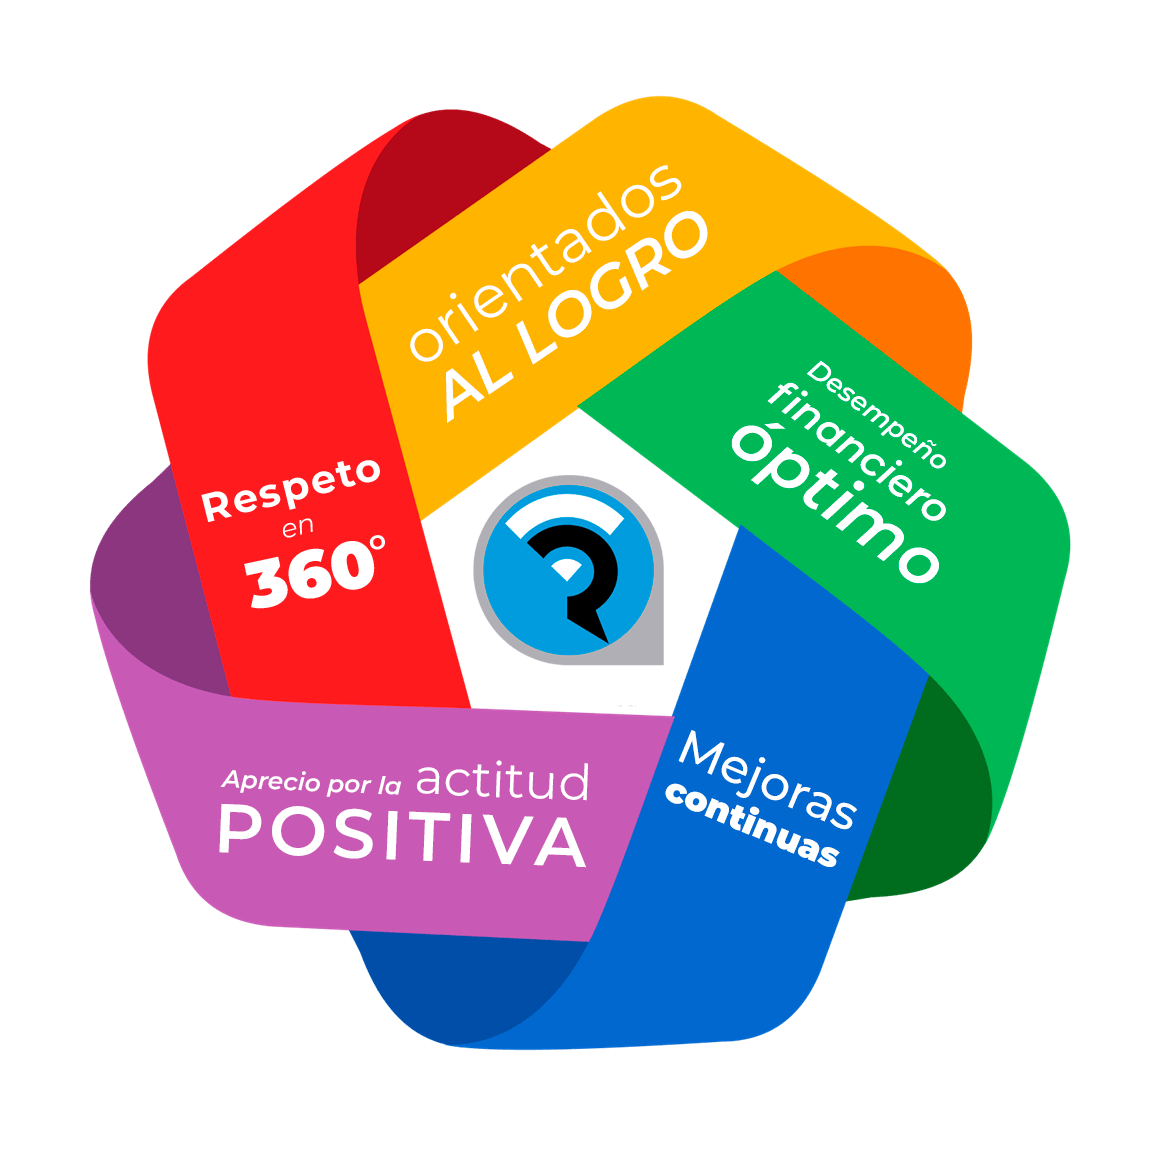 orientados
AL LOGRO
Desempeño
financiero
óptimo
Mejoras
continuas
Aprecio por la actitud
POSITIVA
Respeto
en
360°